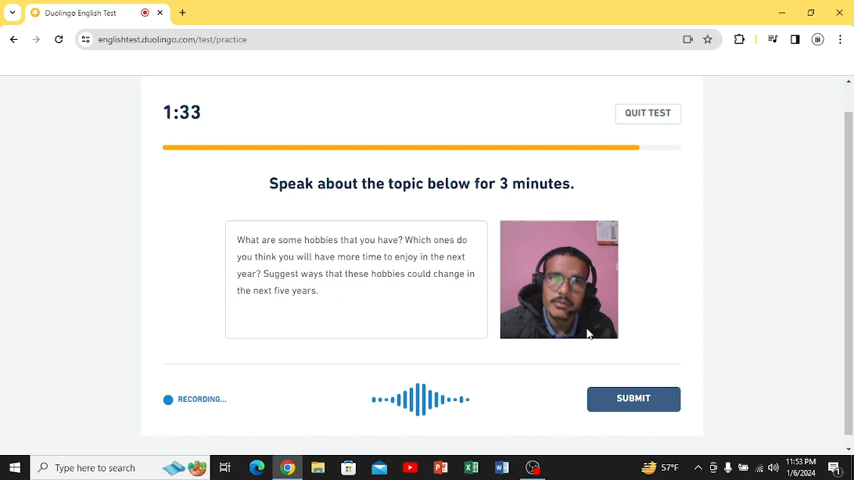 Duolingo English Test
englishtest.duolingo.com/test/practice
1:33
QUIT TEST
Speak about the topic below for 3 minutes.
What are some hobbies that you have? Which ones do
you think you will have more time to enjoy in the next
year? Suggest ways that these hobbies could change in
the next five years.
RECORDING...
SUBMIT
Type here to search
57°F
11:53 PM
1/6/2024